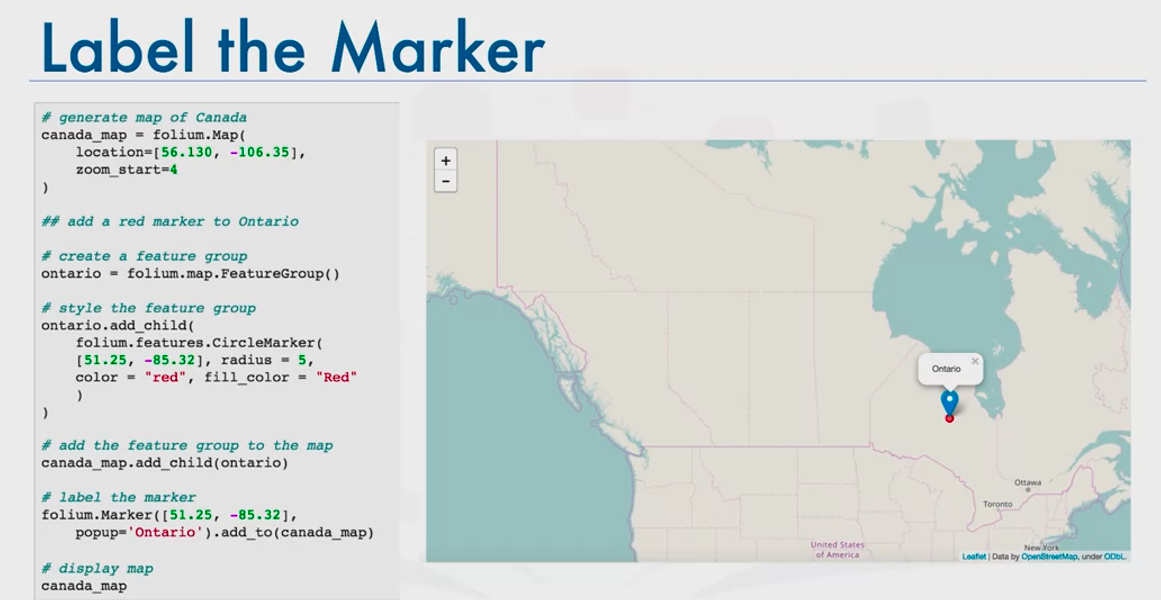 Label the Marker
# generate map of Canada
canada_map = folium.Map(
    location=[56.130, -106.35],
    zoom_start=4
)
## add a red marker to Ontario
# create a feature group
ontario = folium.map.FeatureGroup()
# style the feature group
ontario.add_child(
    folium.features.CircleMarker(
    [51.25, -85.32], radius = 5,
    color = "red", fill_color = "Red"
    )
)
# add the feature group to the map
canada_map.add_child(ontario)
# label the marker
folium.Marker([51.25, -85.32],
    popup='Ontario').add_to(canada_map)
# display map
canada_map
+
−
×
Ontario
Ottawa
Toronto
New York
United States
of America
Leaflet | Data by OpenStreetMap, under ODbL.